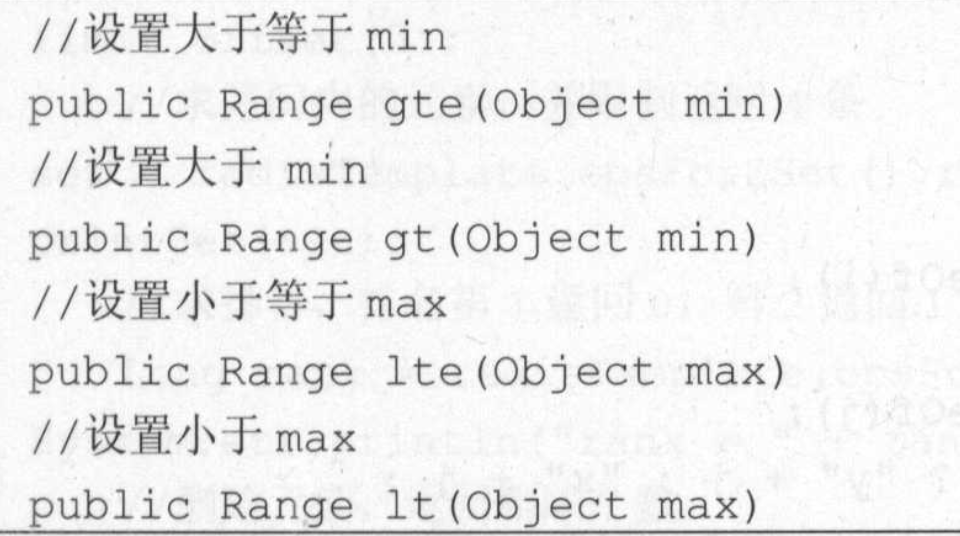 //设置大于等于 min
public Range gte(Object min)
//设置大于 min
public Range gt(Object min)
//设置小于等于 max
public Range lte(Object max)
//设置小于 max
public Range lt(Object max)